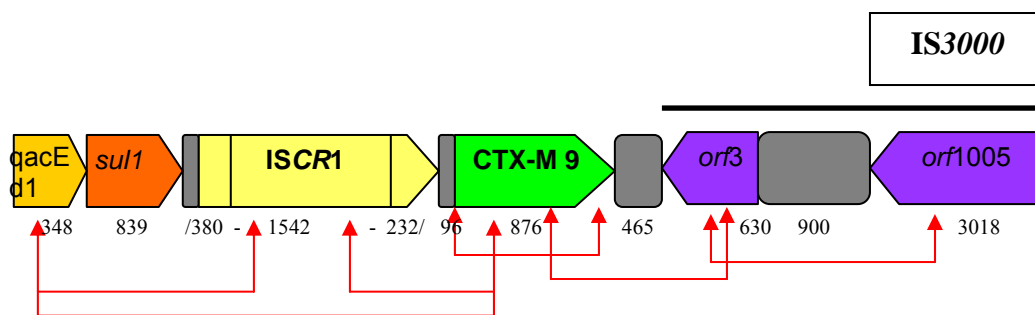 IS3000
qacE
d1
sul1
ISCR1
CTX-M 9
orf3
orf1005
348 839 /380 - 1542 - 232/ 96 876 465 630 900 3018